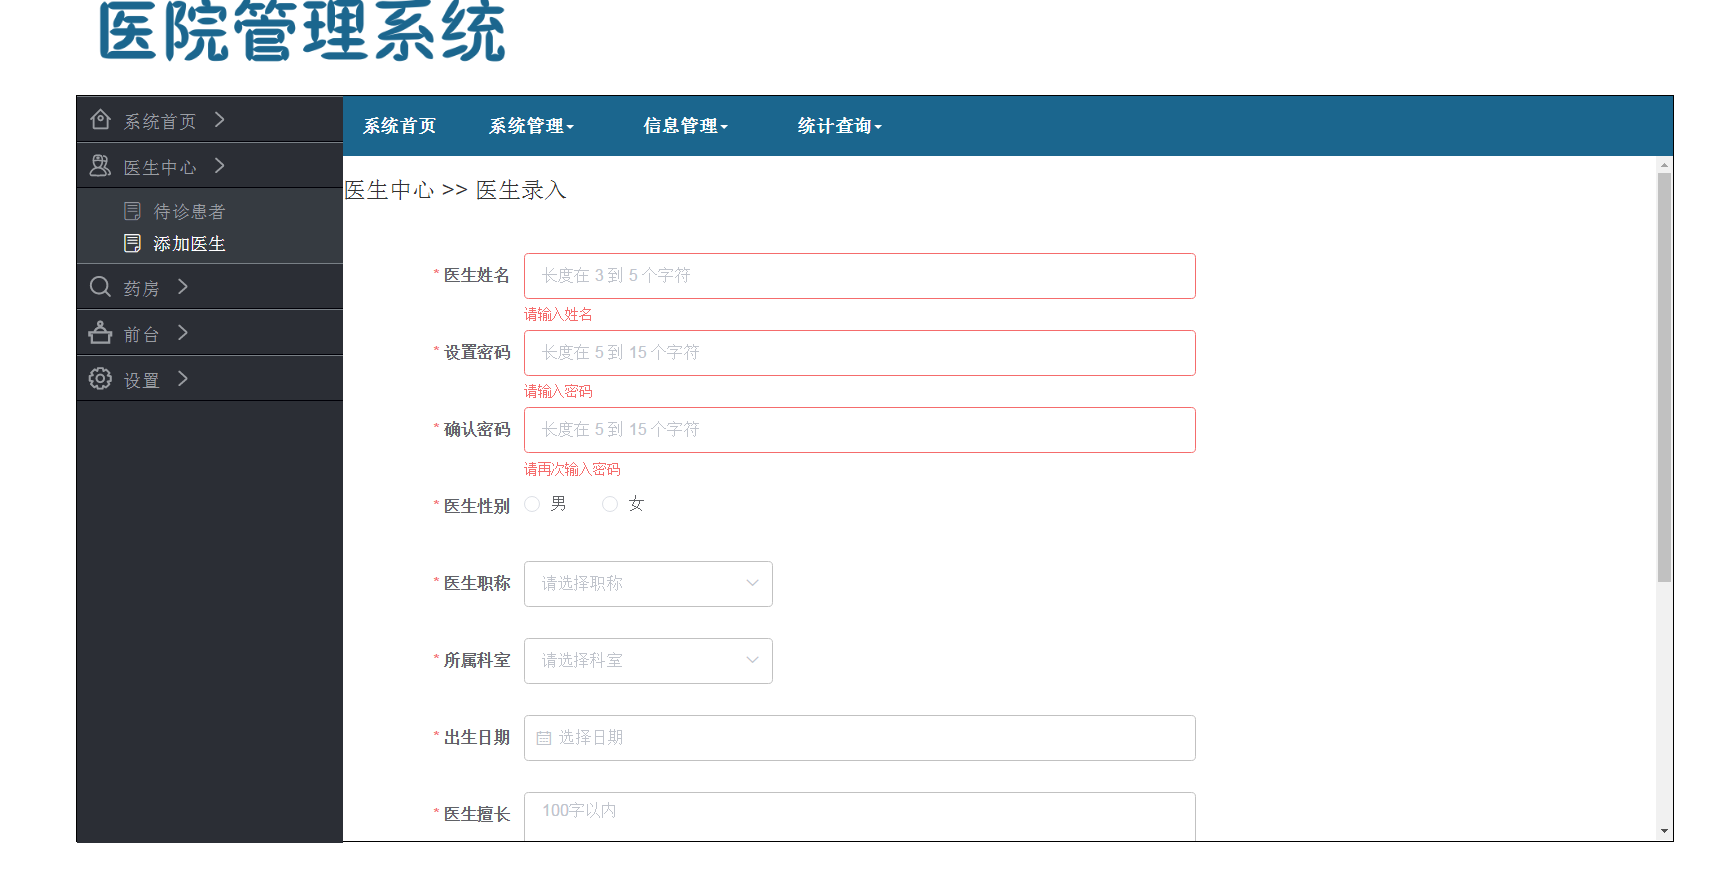 医院管理系统
系统首页
医生中心
待诊患者
添加医生
药房
前台
设置
系统首页 系统管理 信息管理 统计查询
医生中心 >> 医生录入
* 医生姓名 长度在 3 到 5 个字符
请输入姓名
* 设置密码 长度在 5 到 15 个字符
请输入密码
* 确认密码 长度在 5 到 15 个字符
请再次输入密码
* 医生性别 男 女
* 医生职称 请选择职称
* 所属科室 请选择科室
* 出生日期 选择日期
* 医生擅长 100字以内